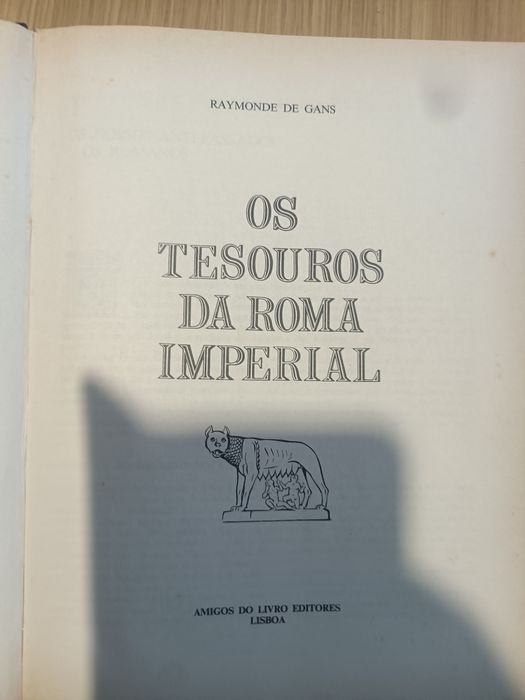 RAYMONDE DE GANS
OS
TESOUROS
DA ROMA
IMPERIAL
AMIGOS DO LIVRO EDITORES
LISBOA